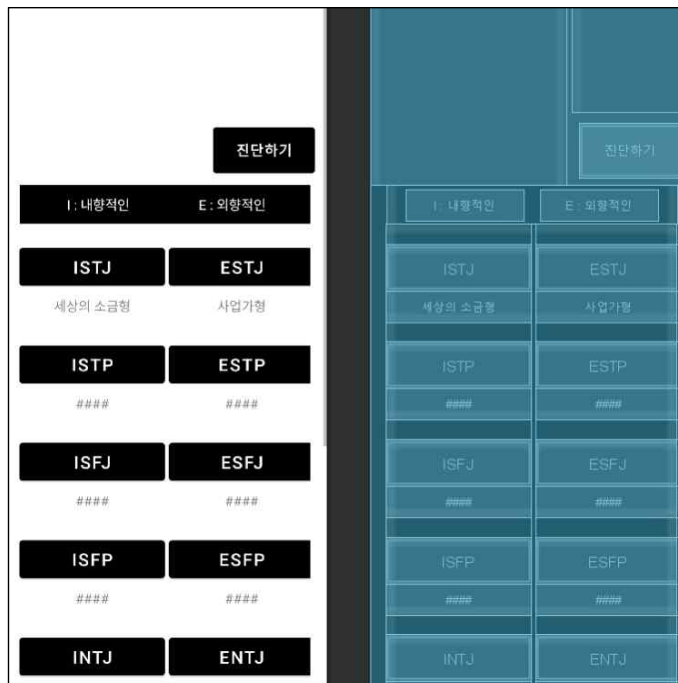 진단하기
I : 내향적인 E : 외향적인
ISTJ ESTJ
세상의 소금형 사업가형
ISTP ESTP
#### ####
ISFJ ESFJ
#### ####
ISFP ESFP
#### ####
INTJ ENTJ
진단하기
I : 내향적인 E : 외향적인
ISTJ ESTJ
세상의 소금형 사업가형
ISTP ESTP
#### ####
ISFJ ESFJ
#### ####
ISFP ESFP
#### ####
INTJ ENTJ